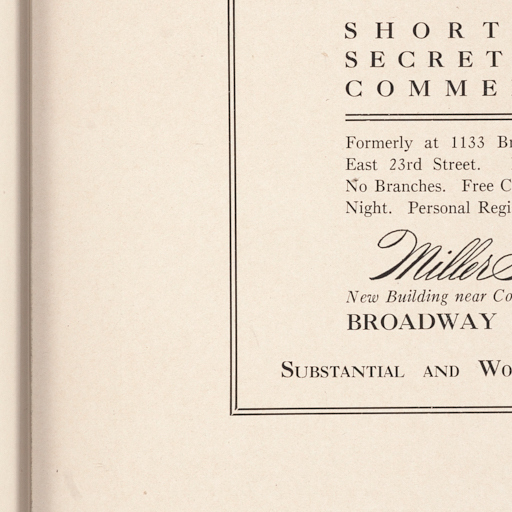 SHORT
SECRET
COMME
Formerly at 1133 Br
East 23rd Street.
No Branches. Free C
Night. Personal Regi
Miller S
New Building near Co
BROADWAY
SUBSTANTIAL AND WO